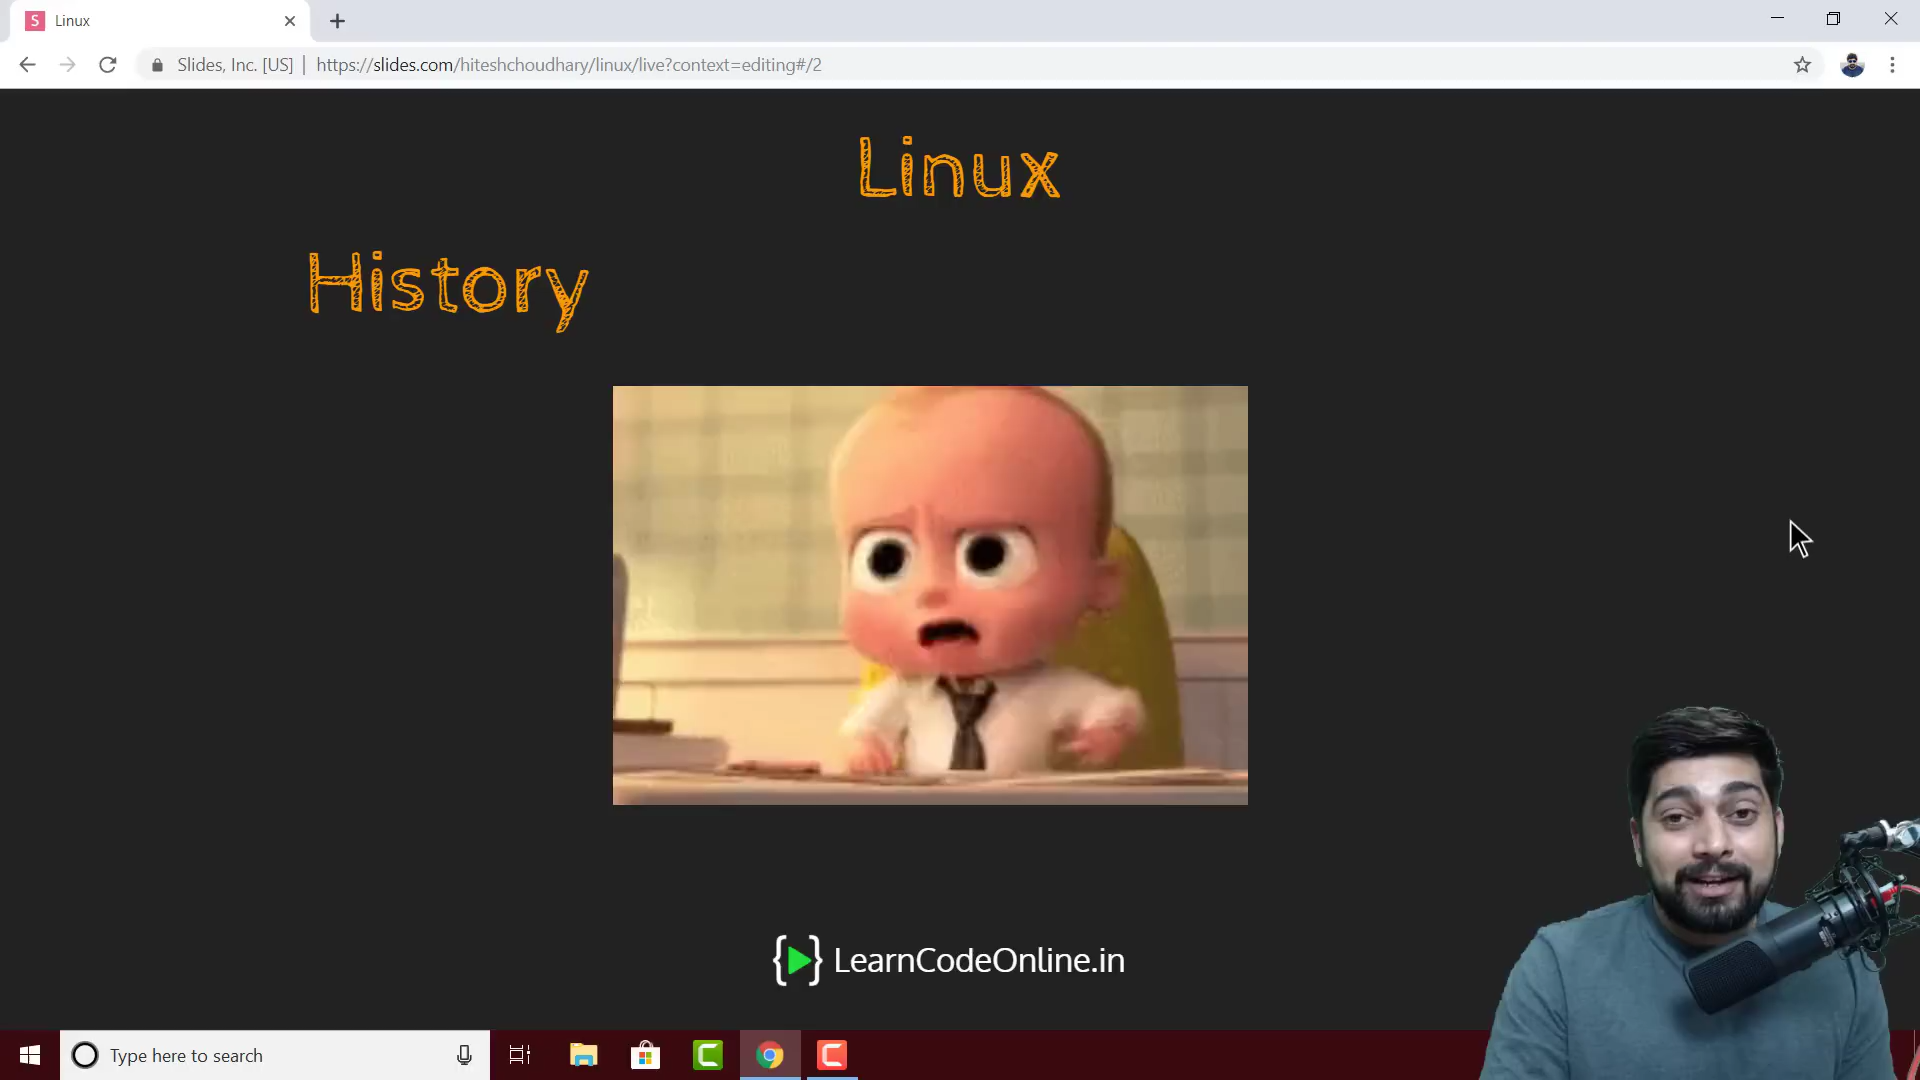 S Linux
Slides, Inc. [US] | https://slides.com/hiteshchoudhary/linux/live?context=editing#/2
Linux
History
LearnCodeOnline.in
Type here to search